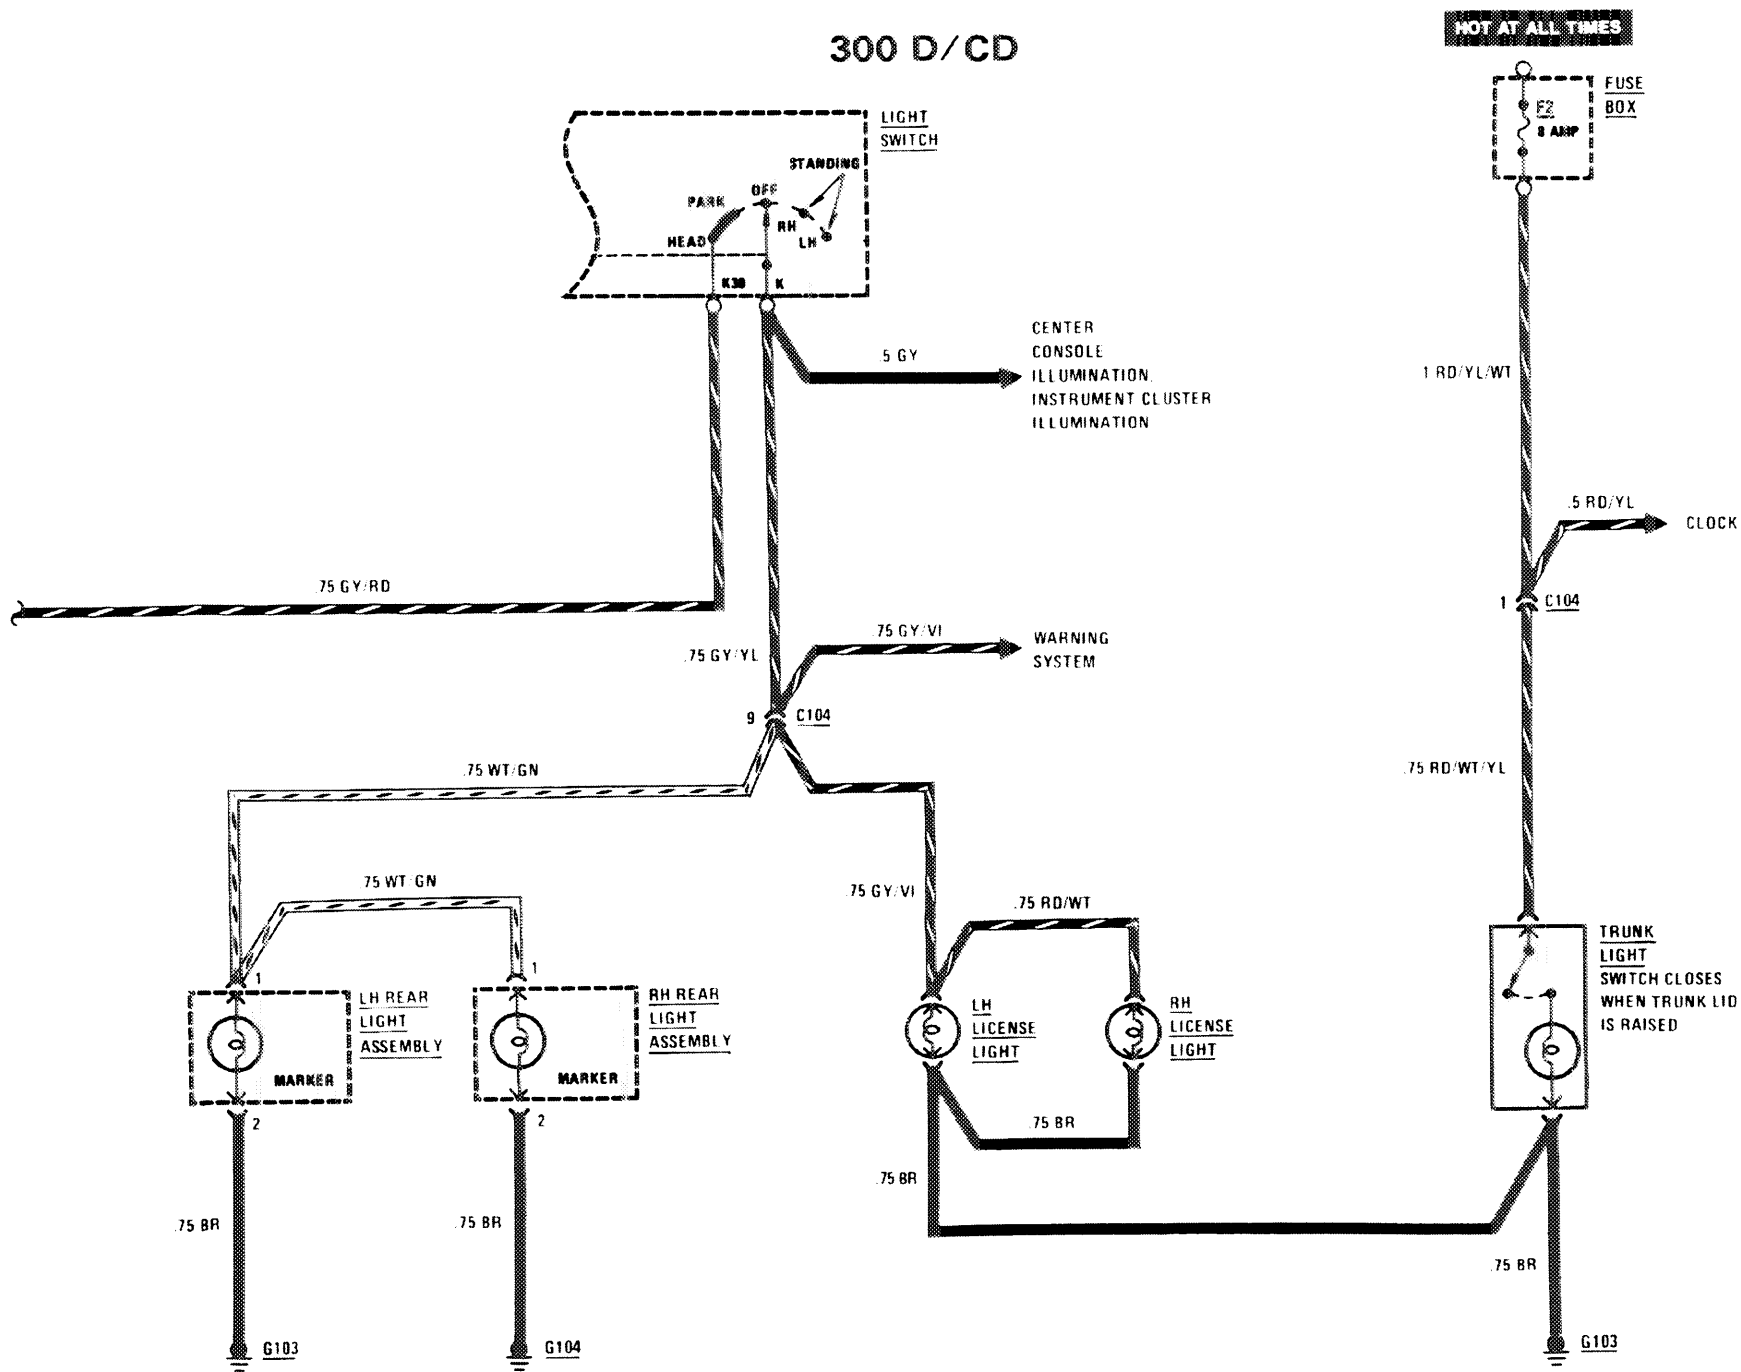 HOT AT ALL TIMES
300 D/CD
FUSE
BOX
F2
8 AMP
LIGHT
SWITCH
STANDING
OFF
PARK
RH
LH
HEAD
K30
K
CENTER
CONSOLE
ILLUMINATION,
INSTRUMENT CLUSTER
ILLUMINATION
.5 GY
1 RD/YL/WT
.5 RD/YL
CLOCK
.75 GY/RD
1
C104
.75 GY/VI
WARNING
SYSTEM
.75 GY/YL
9
C104
.75 WT/GN
.75 RD/WT/YL
.75 WT/GN
.75 GY/VI
.75 RD/WT
TRUNK
LIGHT
SWITCH CLOSES
WHEN TRUNK LID
IS RAISED
1
LH REAR
LIGHT
ASSEMBLY
MARKER
2
1
RH REAR
LIGHT
ASSEMBLY
MARKER
2
LH
LICENSE
LIGHT
RH
LICENSE
LIGHT
.75 BR
.75 BR
.75 BR
.75 BR
.75 BR
G103
G104
G103